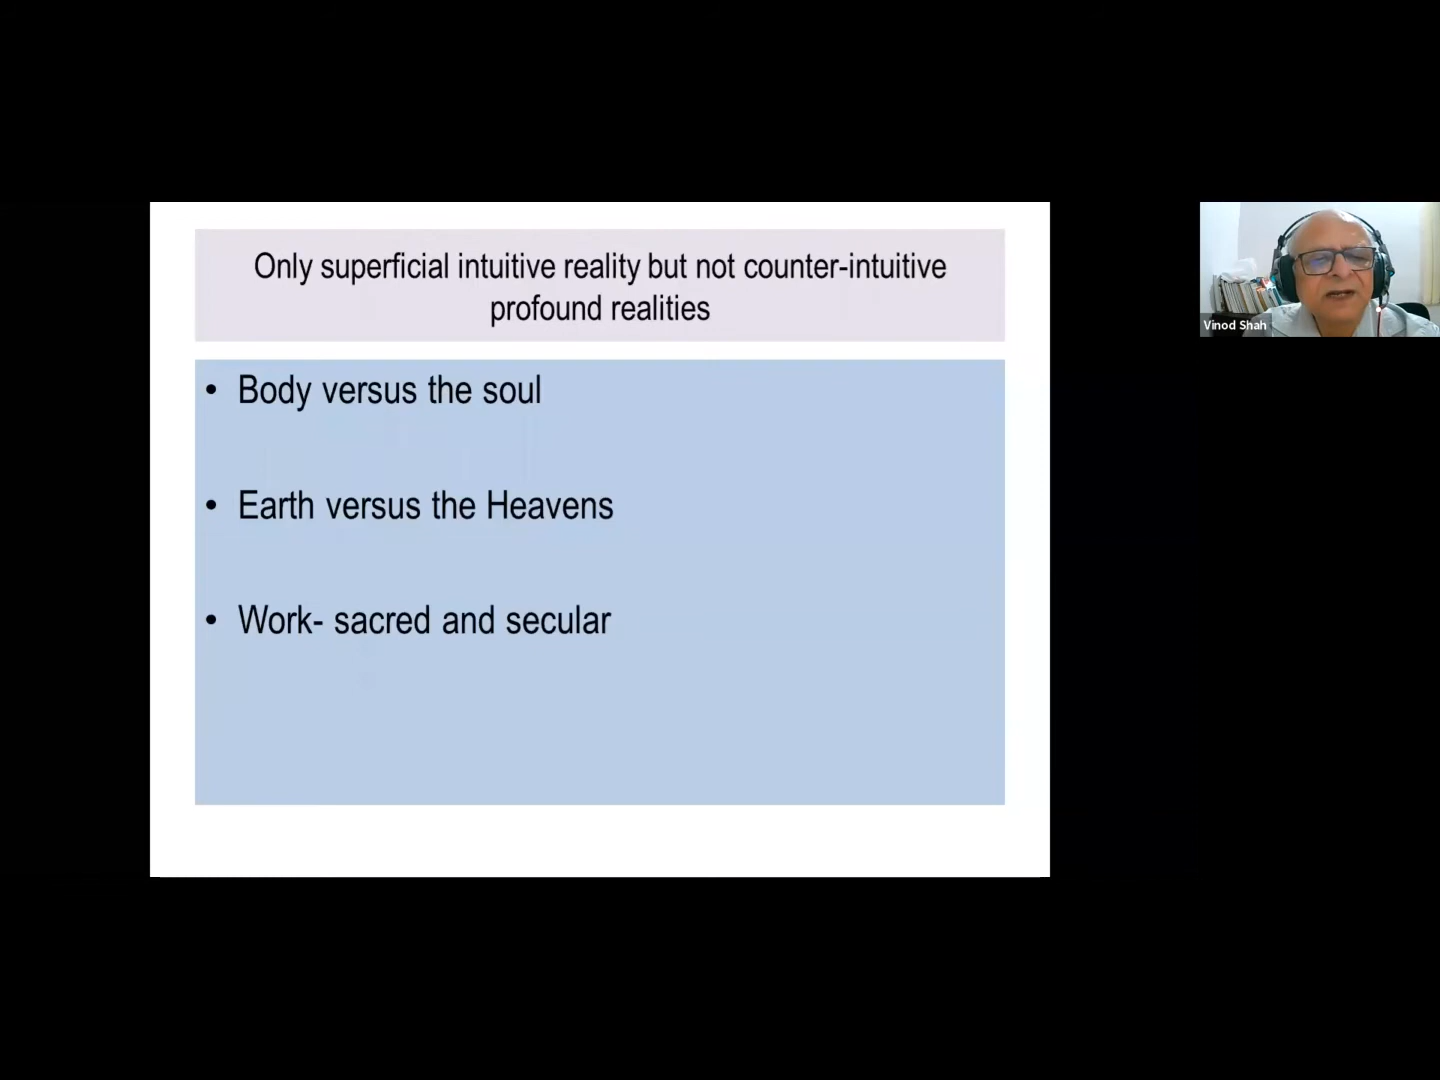 Only superficial intuitive reality but not counter-intuitive
profound realities
• Body versus the soul
• Earth versus the Heavens
• Work- sacred and secular
Vinod Shah